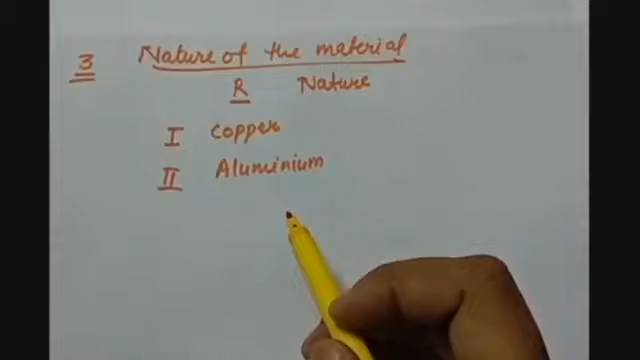 3 Nature of the material
R Nature
I Copper
II Aluminium